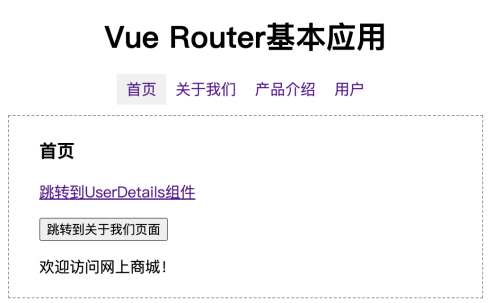 Vue Router基本应用
首页 关于我们 产品介绍 用户
首页
跳转到UserDetails组件
跳转到关于我们页面
欢迎访问网上商城！